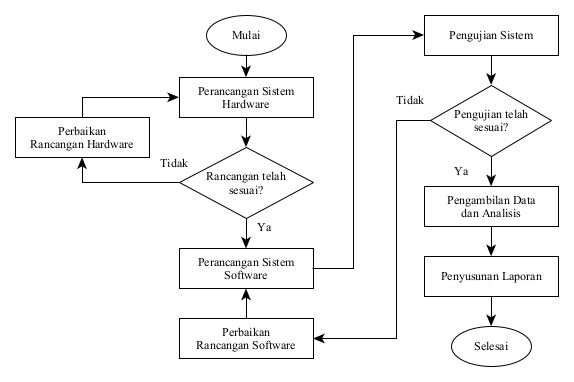 Mulai
Perancangan Sistem
Hardware
Perbaikan
Rancangan Hardware
Tidak
Rancangan telah
sesuai?
Ya
Perancangan Sistem
Software
Perbaikan
Rancangan Software
Pengujian Sistem
Tidak
Pengujian telah
sesuai?
Ya
Pengambilan Data
dan Analisis
Penyusunan Laporan
Selesai